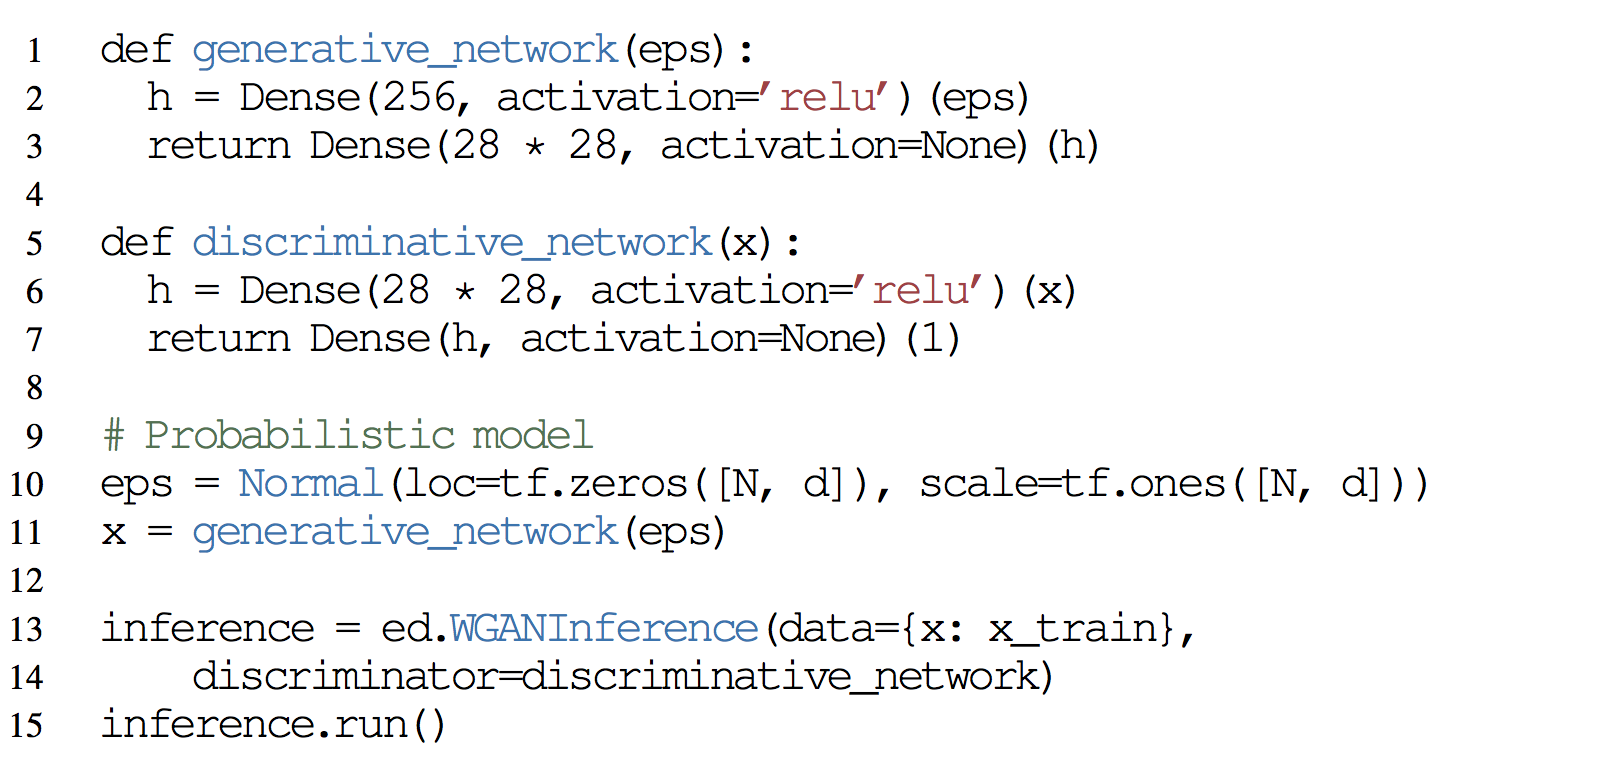 1 def generative_network(eps):
2   h = Dense(256, activation='relu')(eps)
3   return Dense(28 * 28, activation=None)(h)
4
5 def discriminative_network(x):
6   h = Dense(28 * 28, activation='relu')(x)
7   return Dense(h, activation=None)(1)
8
9 # Probabilistic model
10 eps = Normal(loc=tf.zeros([N, d]), scale=tf.ones([N, d]))
11 x = generative_network(eps)
12
13 inference = ed.WGANInference(data={x: x_train},
14     discriminator=discriminative_network)
15 inference.run()